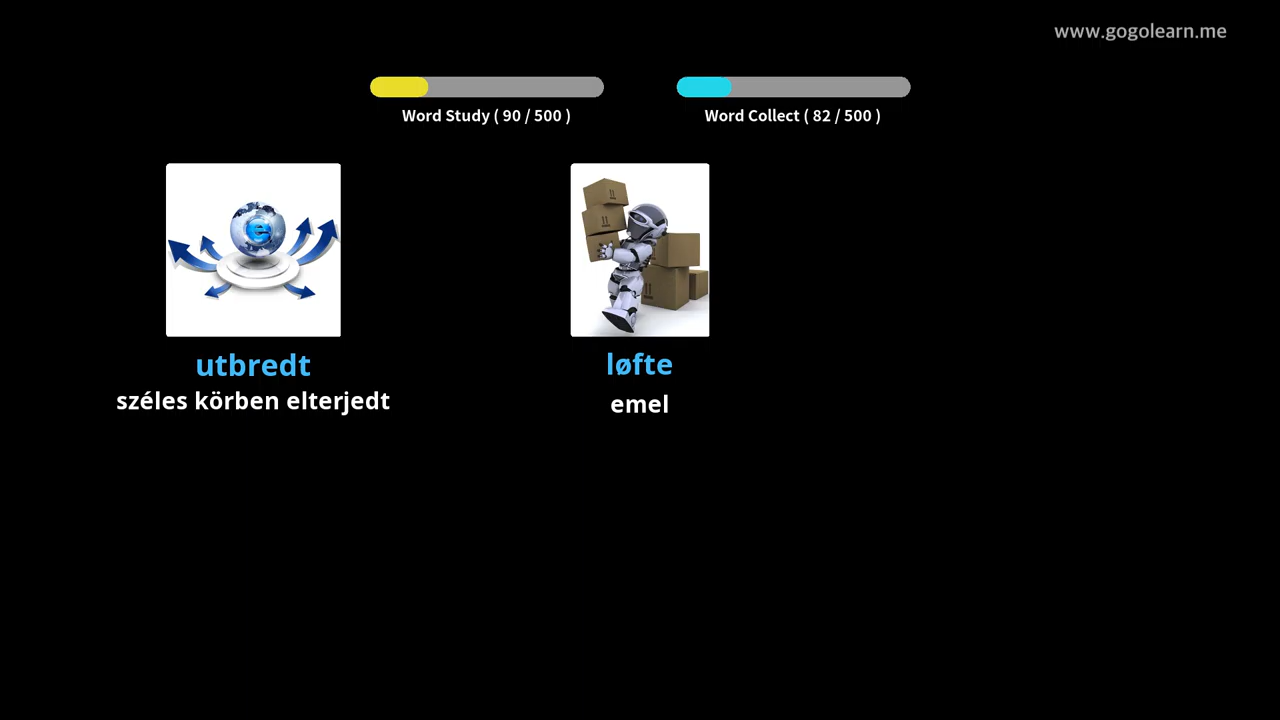 www.gogolearn.me
Word Study ( 90 / 500 )
Word Collect ( 82 / 500 )
e
utbredt
széles körben elterjedt
løfte
emel